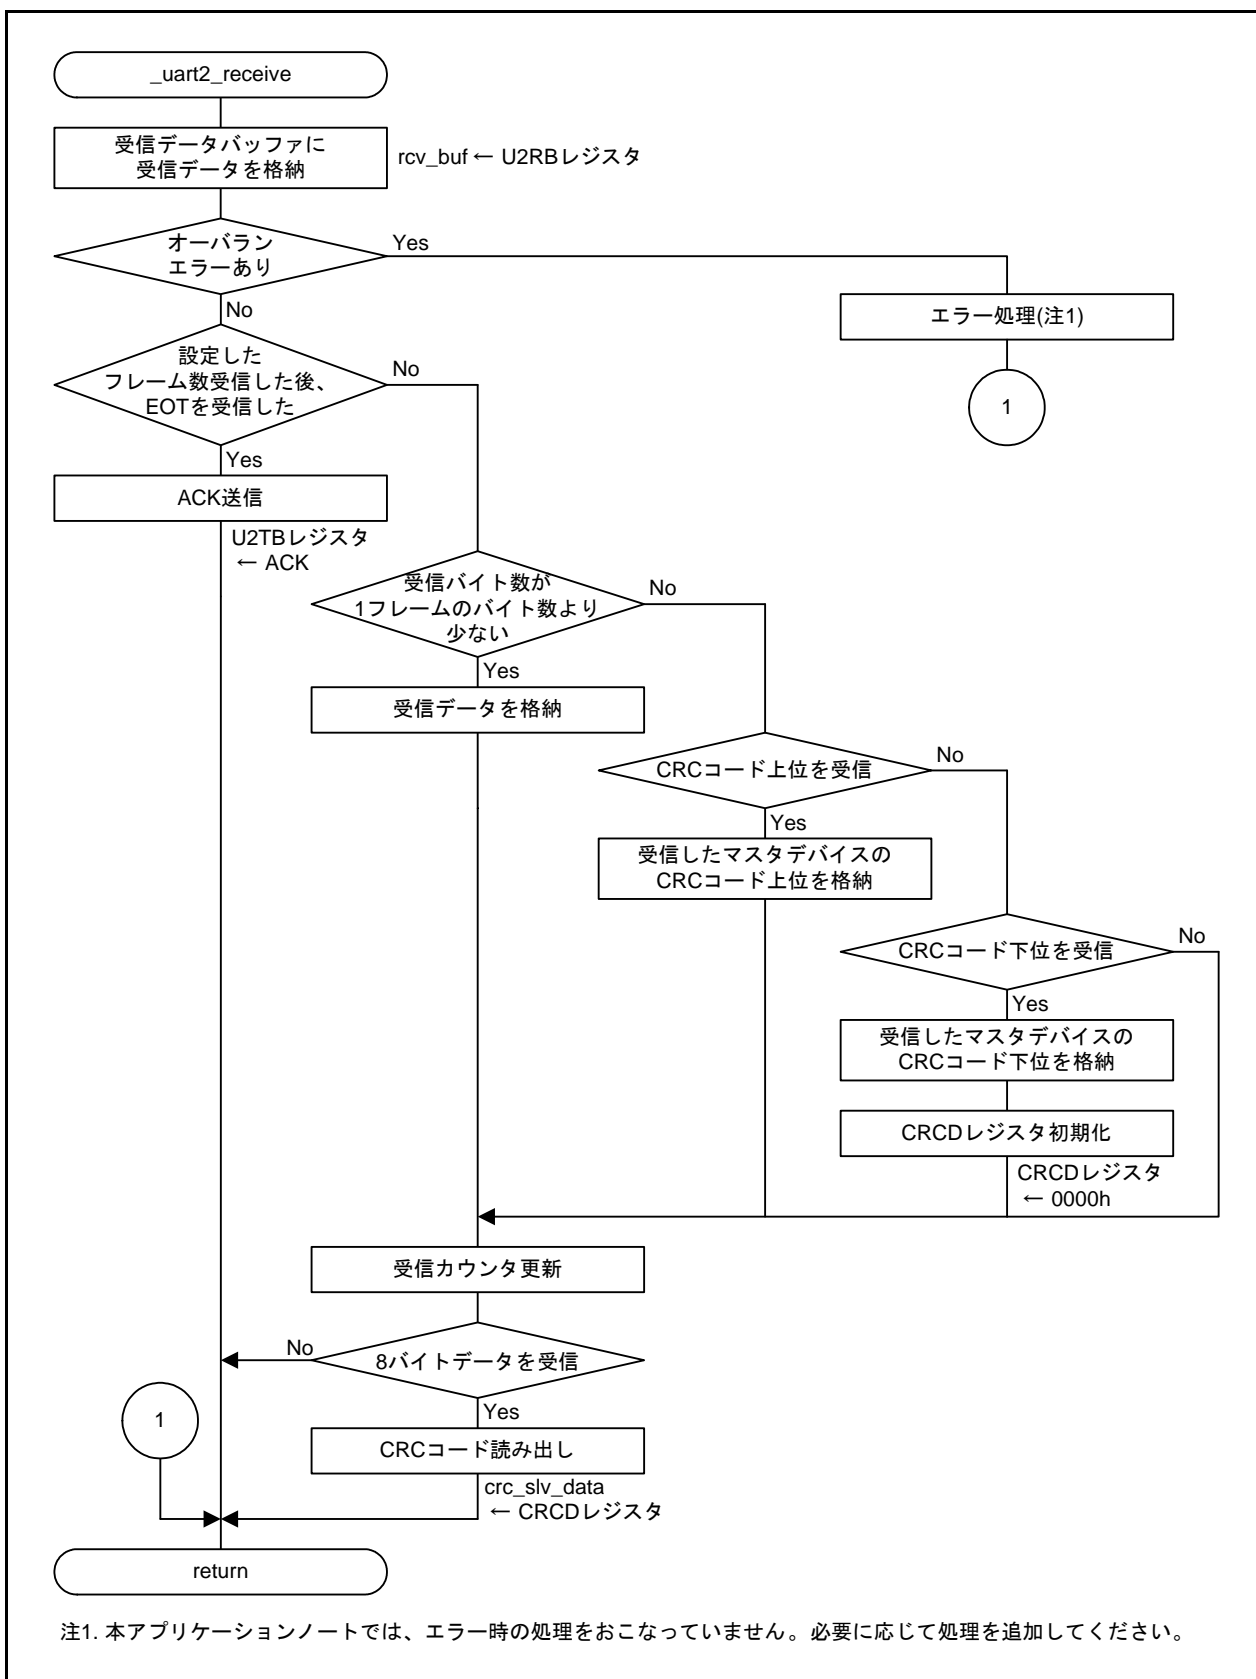 _uart2_receive
受信データバッファに
受信データを格納
rcv_buf ← U2RBレジスタ
オーバラン
エラーあり
Yes
No
エラー処理(注1)
1
設定した
フレーム数受信した後、
EOTを受信した
No
Yes
ACK送信
U2TBレジスタ
← ACK
受信バイト数が
1フレームのバイト数より
少ない
No
Yes
受信データを格納
CRCコード上位を受信
No
Yes
受信したマスタデバイスの
CRCコード上位を格納
CRCコード下位を受信
No
Yes
受信したマスタデバイスの
CRCコード下位を格納
CRCDレジスタ初期化
CRCDレジスタ
← 0000h
受信カウンタ更新
8バイトデータを受信
No
Yes
1
CRCコード読み出し
crc_slv_data
← CRCDレジスタ
return
注1. 本アプリケーションノートでは、エラー時の処理をおこなっていません。必要に応じて処理を追加してください。